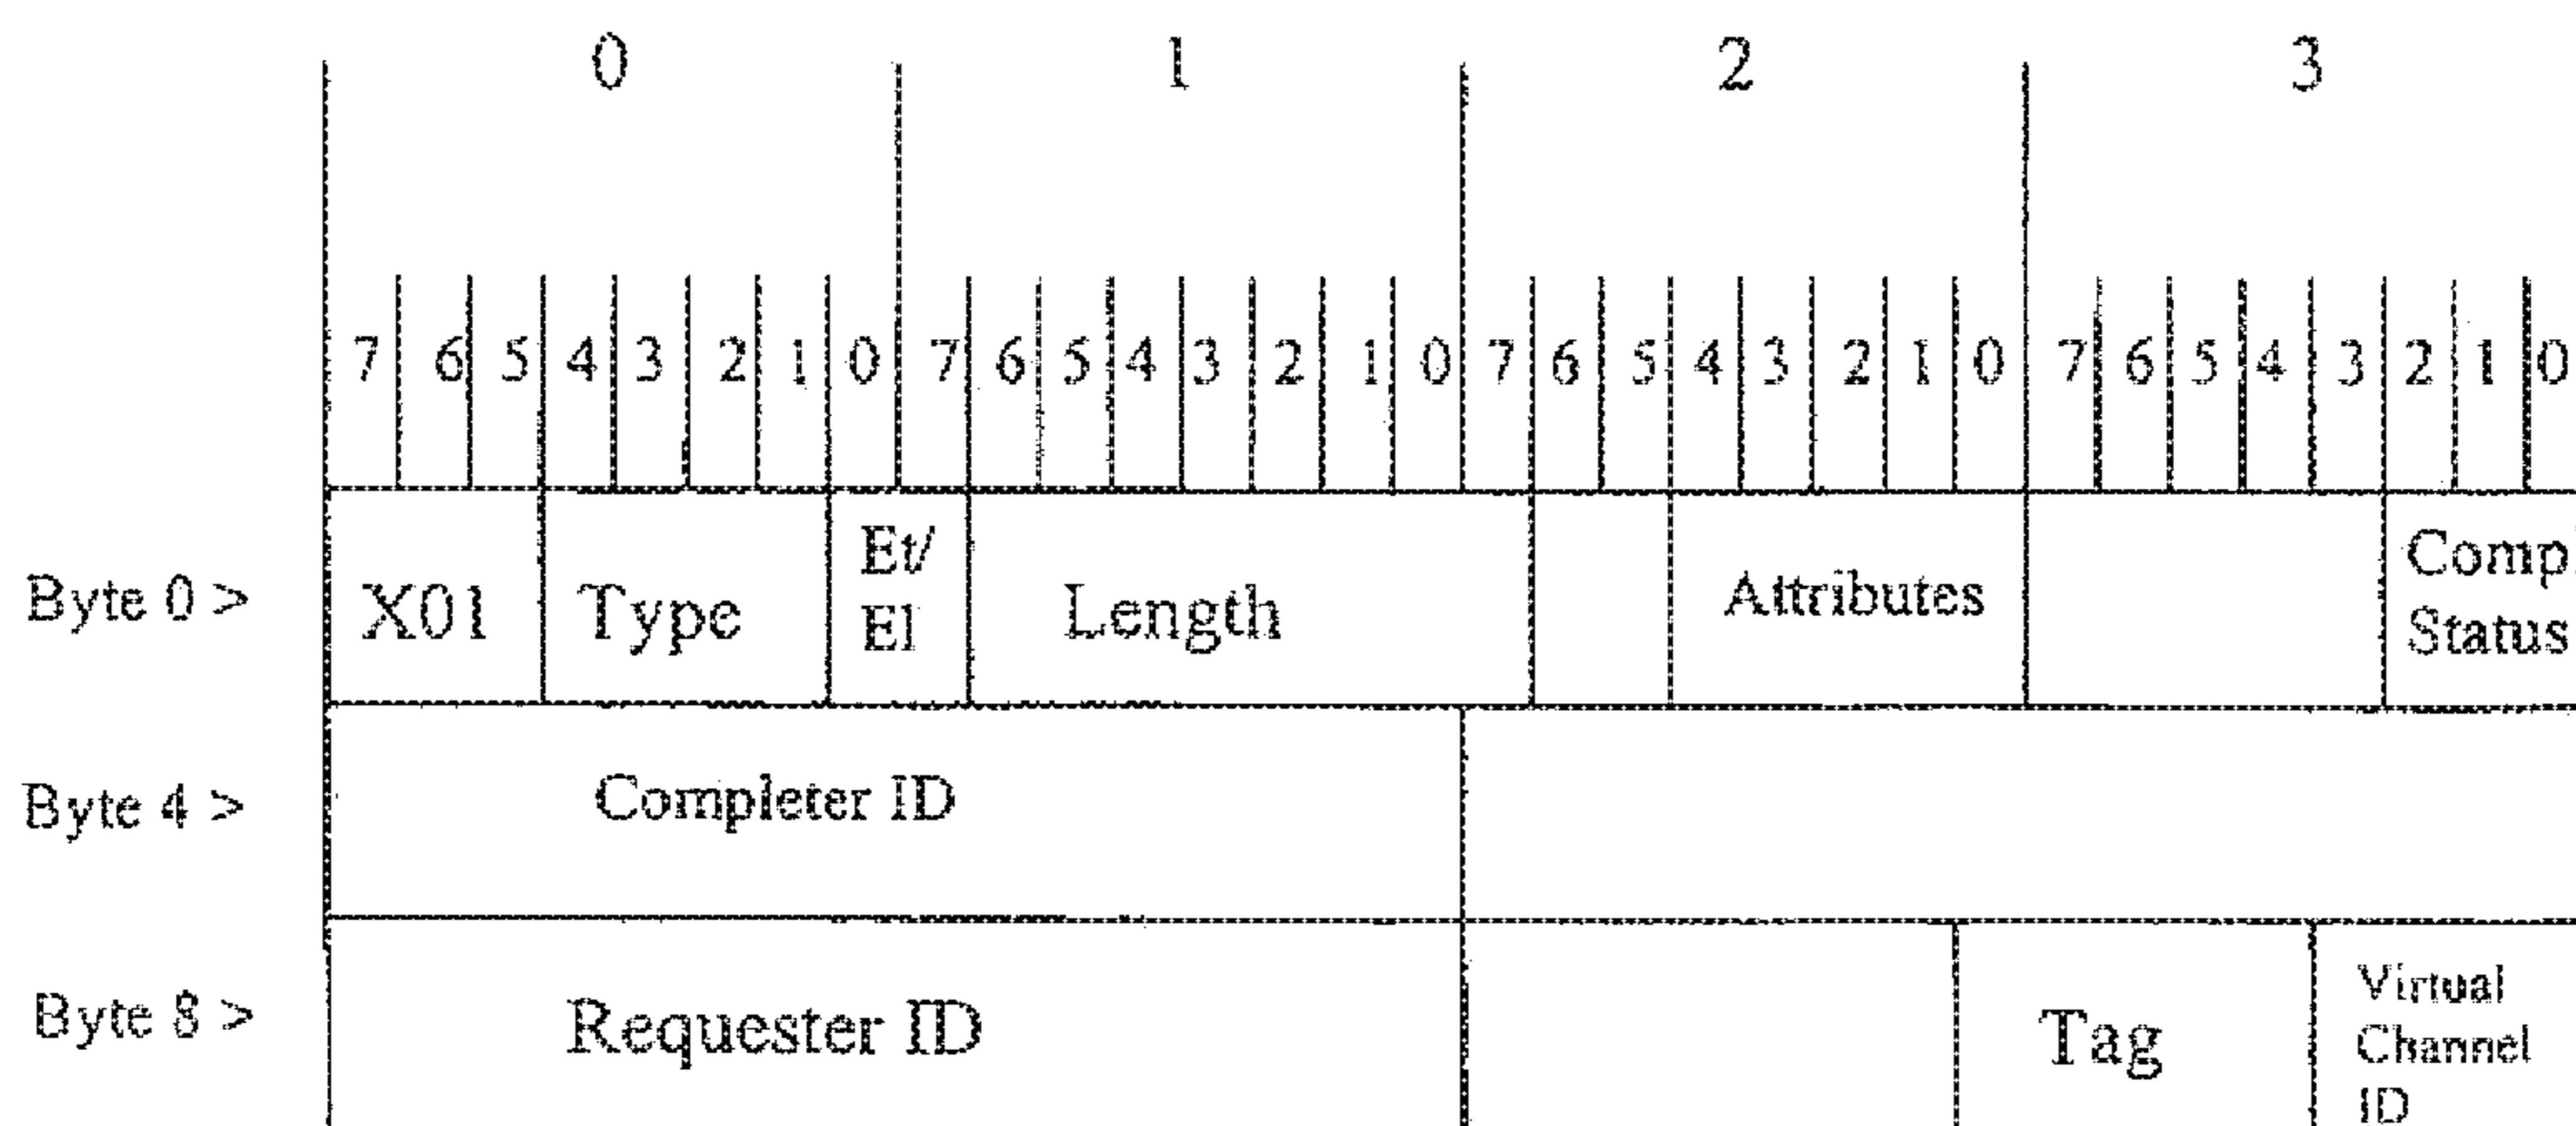 0 1 2 3
7 6 5 4 3 2 1 0 7 6 5 4 3 2 1 0 7 6 5 4 3 2 1 0 7 6 5 4 3 2 1 0
Byte 0 >
X01
Type
Et/
El
Length
Attributes
Compl
Status
Byte 4 >
Completer ID
Byte 8 >
Requester ID
Tag
Virtual
Channel
ID